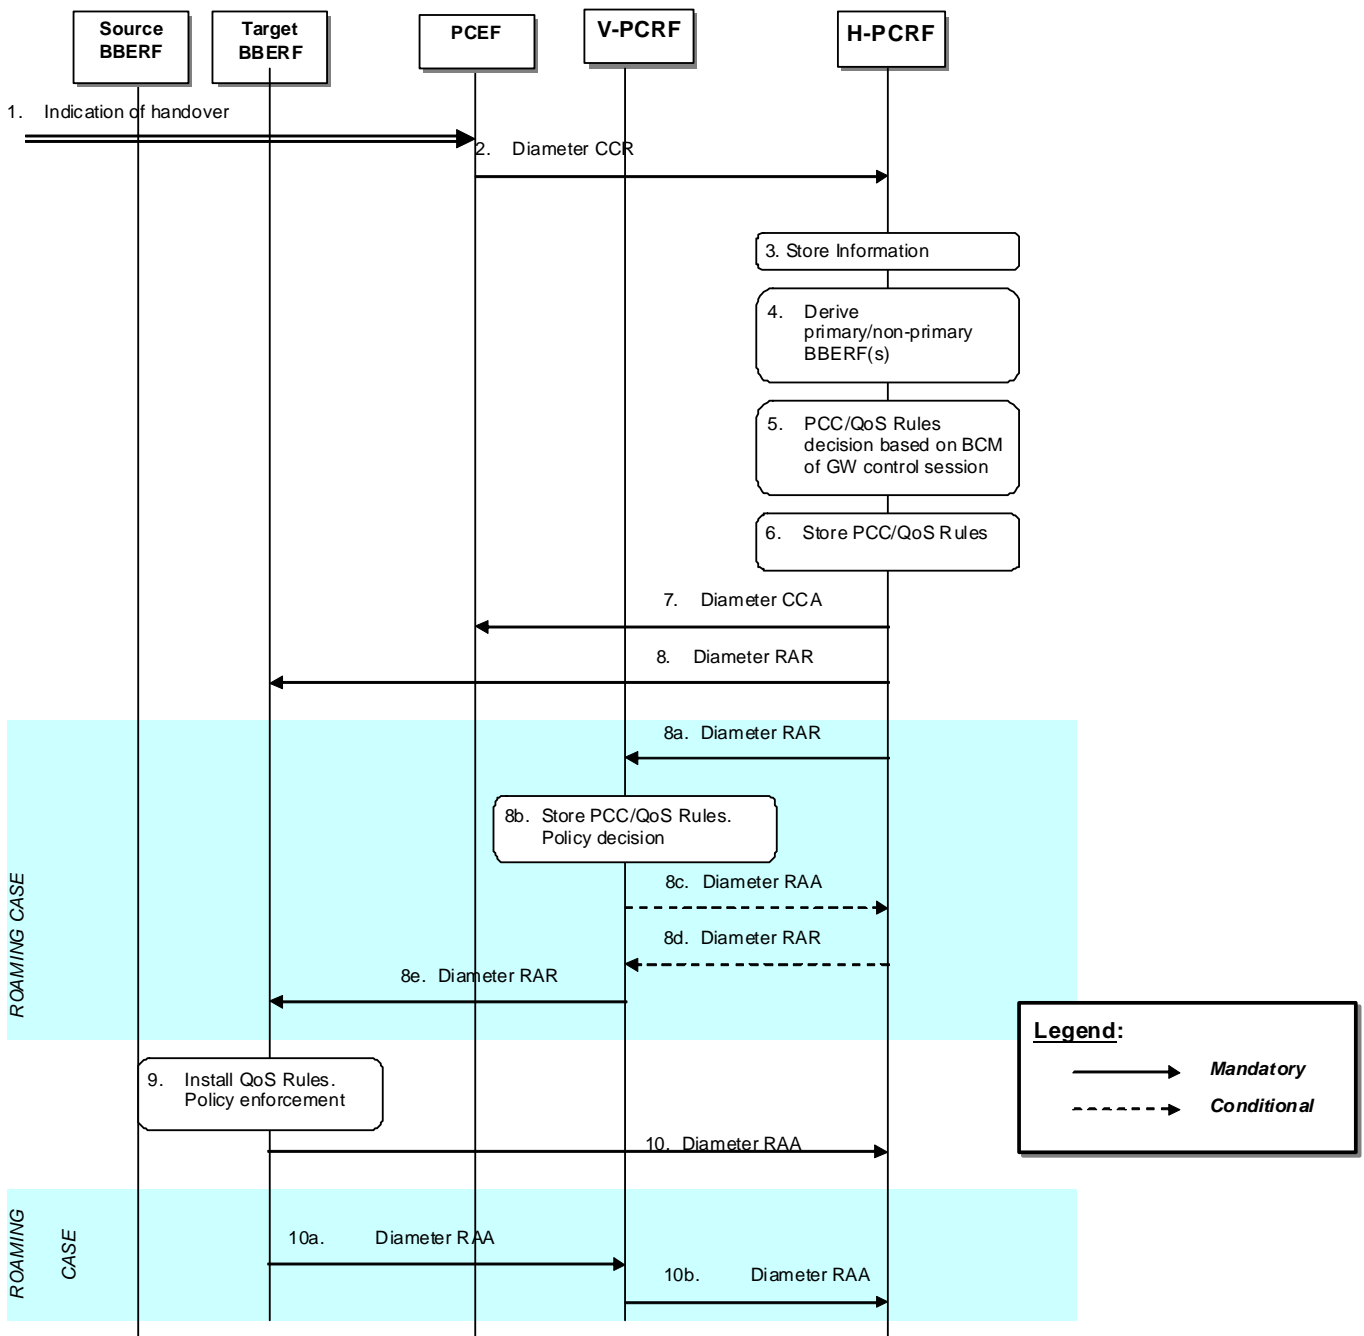 Source
BBERF
Target
BBERF
PCEF
V-PCRF
H-PCRF
1. Indication of handover
2. Diameter CCR
3. Store Information
4. Derive
primary/non-primary
BBERF(s)
5. PCC/QoS Rules
decision based on BCM
of GW control session
6. Store PCC/QoS Rules
7. Diameter CCA
8. Diameter RAR
8a. Diameter RAR
8b. Store PCC/QoS Rules.
Policy decision
8c. Diameter RAA
8d. Diameter RAR
8e. Diameter RAR
ROAMING CASE
Legend:
Mandatory
Conditional
9. Install QoS Rules.
Policy enforcement
10. Diameter RAA
ROAMING
CASE
10a. Diameter RAA
10b. Diameter RAA